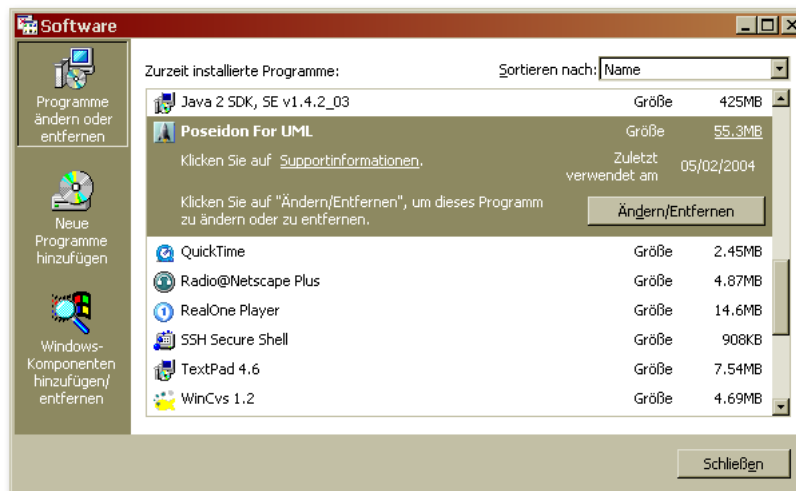 Software
Programme
ändern oder
entfernen
Neue
Programme
hinzufügen
Windows-
Komponenten
hinzufügen/
entfernen
Zurzeit installierte Programme: Sortieren nach: Name
Java 2 SDK, SE v1.4.2_03 Größe 425MB
Poseidon For UML Größe 55.3MB
Klicken Sie auf Supportinformationen. Zuletzt verwendet am 05/02/2004
Klicken Sie auf "Ändern/Entfernen", um dieses Programm
zu ändern oder zu entfernen.
Ändern/Entfernen
QuickTime Größe 2.45MB
Radio@Netscape Plus Größe 4.87MB
RealOne Player Größe 14.6MB
SSH Secure Shell Größe 908KB
TextPad 4.6 Größe 7.54MB
WinCvs 1.2 Größe 4.69MB
Schließen